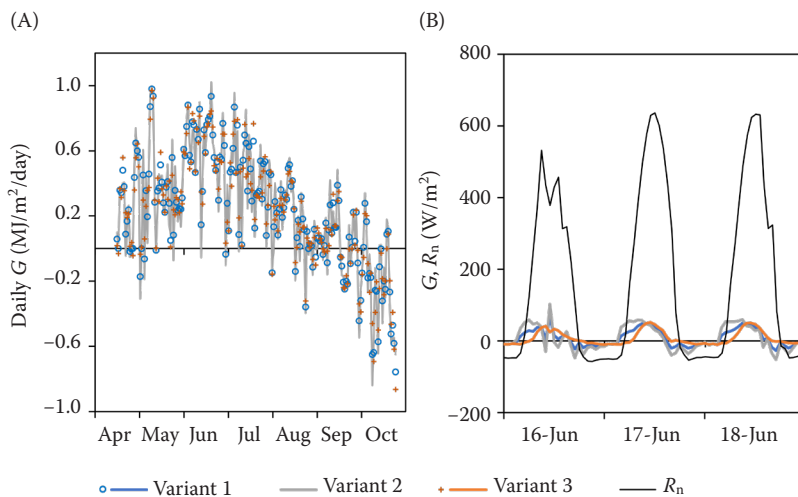 (A)
(B)
Daily G (MJ/m²/day)
1.0
0.6
0.2
−0.2
−0.6
−1.0
Apr May Jun Jul Aug Sep Oct
G, Rn (W/m²)
800
600
400
200
0
−200
16-Jun 17-Jun 18-Jun
Variant 1 Variant 2 Variant 3 Rn